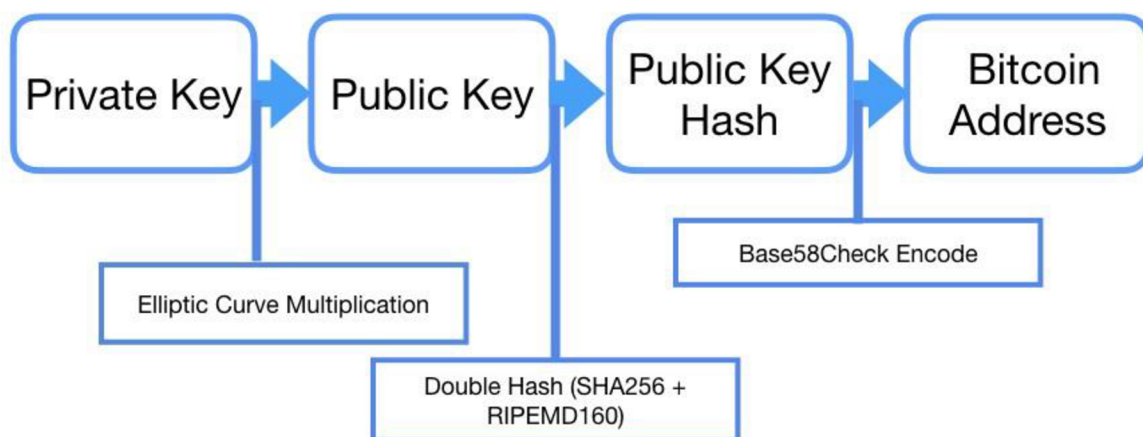 Private Key
Public Key
Public Key
Hash
Bitcoin
Address
Elliptic Curve Multiplication
Double Hash (SHA256 +
RIPEMD160)
Base58Check Encode